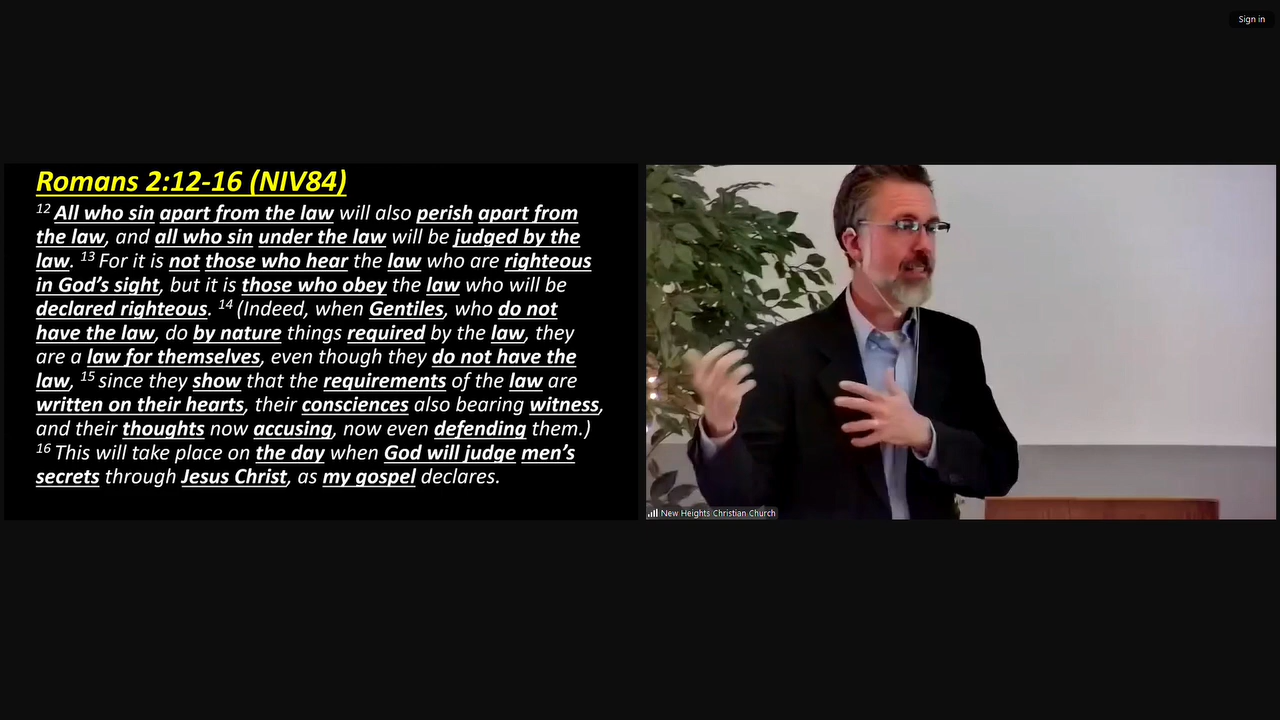 Sign in
Romans 2:12-16 (NIV84)
12 All who sin apart from the law will also perish apart from
the law, and all who sin under the law will be judged by the
law. 13 For it is not those who hear the law who are righteous
in God’s sight, but it is those who obey the law who will be
declared righteous. 14 (Indeed, when Gentiles, who do not
have the law, do by nature things required by the law, they
are a law for themselves, even though they do not have the
law, 15 since they show that the requirements of the law are
written on their hearts, their consciences also bearing witness,
and their thoughts now accusing, now even defending them.)
16 This will take place on the day when God will judge men’s
secrets through Jesus Christ, as my gospel declares.
New Heights Christian Church